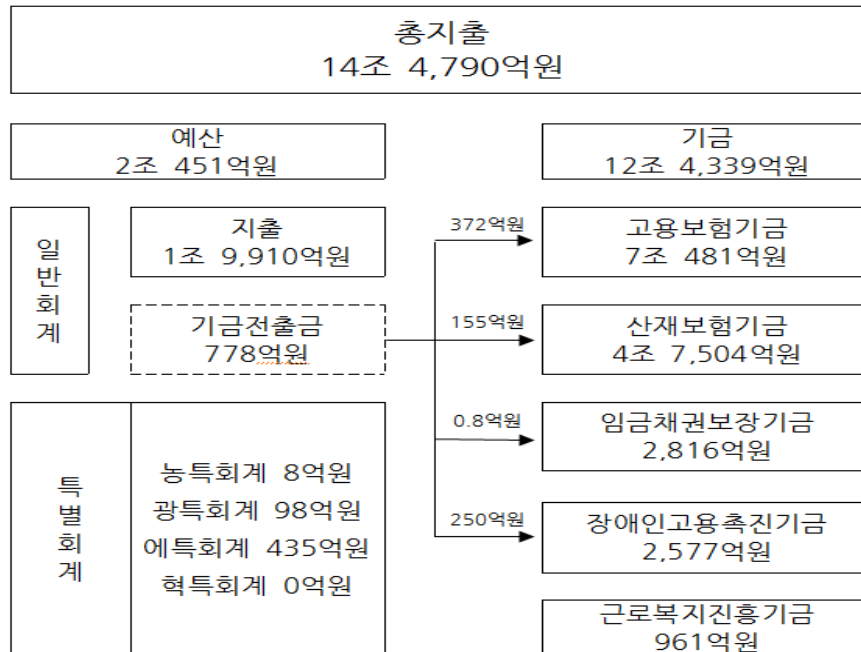 총지출
14조 4,790억원
예산
2조 451억원
기금
12조 4,339억원
일반회계
지출
1조 9,910억원
기금전출금
778억원
372억원
155억원
0.8억원
250억원
고용보험기금
7조 481억원
산재보험기금
4조 7,504억원
임금채권보장기금
2,816억원
장애인고용촉진기금
2,577억원
근로복지진흥기금
961억원
특별회계
농특회계 8억원
광특회계 98억원
에특회계 435억원
혁특회계 0억원